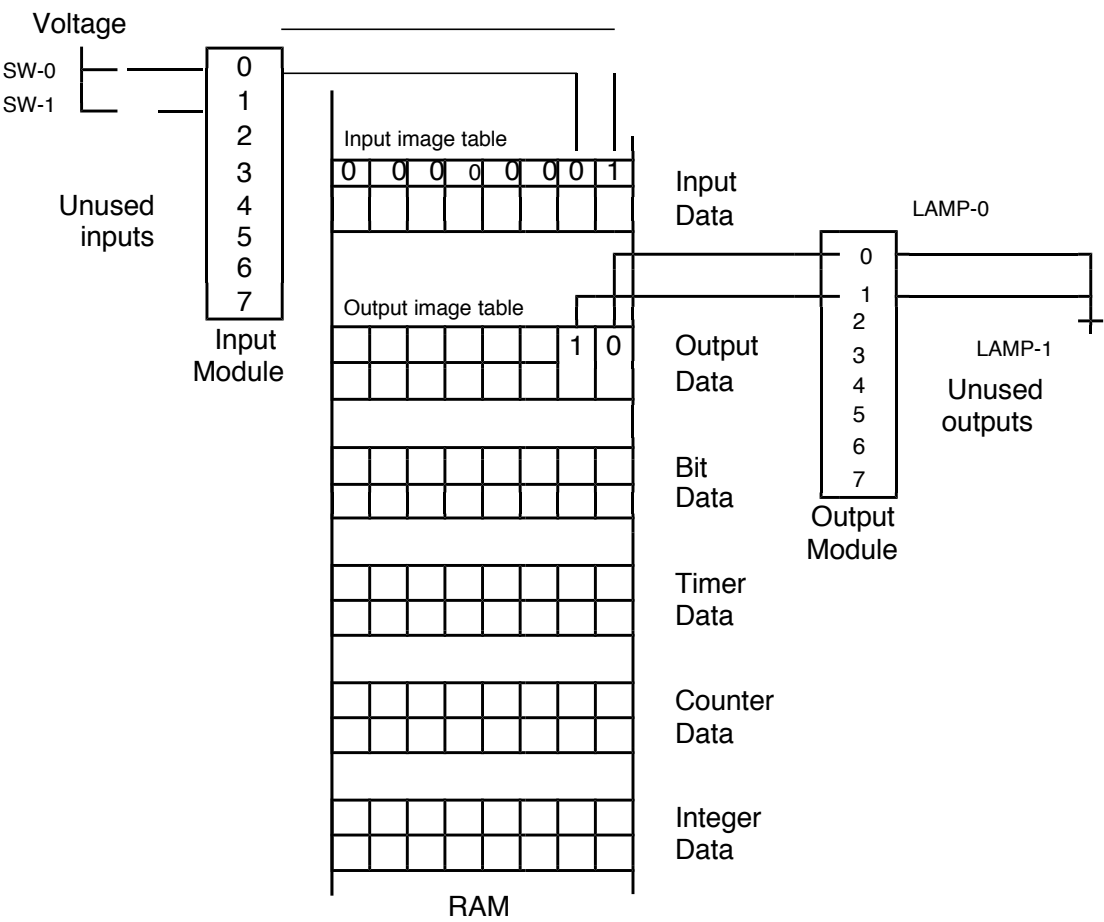 Voltage
SW-0
SW-1
0
1
2
3
4
5
6
7
Unused
inputs
Input
Module
Input image table
0 0 0 0 0 0 0 1
Input
Data
Output image table
1 0
Output
Data
Bit
Data
Timer
Data
Counter
Data
Integer
Data
RAM
LAMP-0
0
1
2
3
4
5
6
7
LAMP-1
Unused
outputs
Output
Module